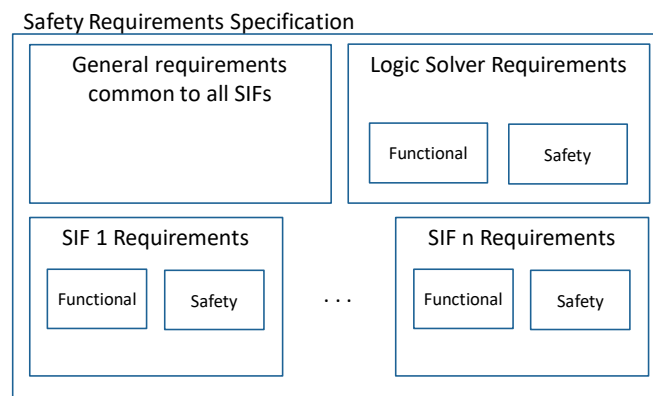 Safety Requirements Specification
General requirements
common to all SIFs
Logic Solver Requirements
Functional
Safety
SIF 1 Requirements
Functional
Safety
. . .
SIF n Requirements
Functional
Safety